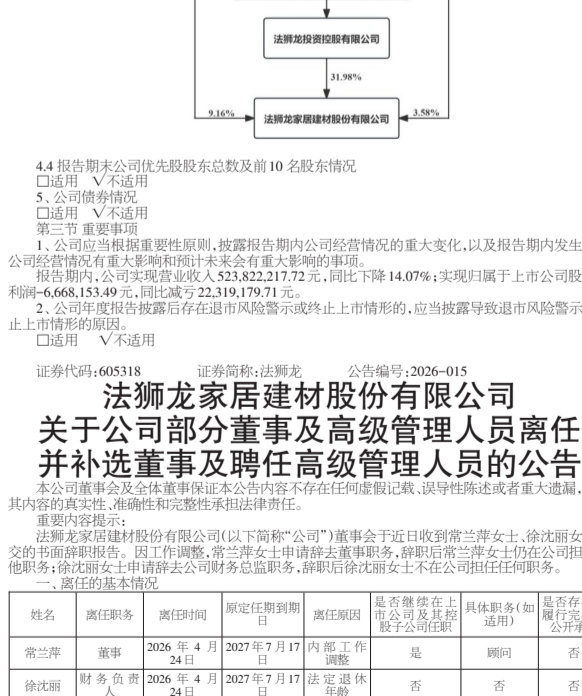 法狮龙投资控股有限公司
31.98%
9.16%
法狮龙家居建材股份有限公司
3.58%
4.4 报告期末公司优先股股东总数及前 10 名股东情况
□适用 √不适用
5、公司债券情况
□适用 √不适用
第三节 重要事项
1、公司应当根据重要性原则,披露报告期内公司经营情况的重大变化,以及报告期内发生
公司经营情况有重大影响和预计未来会有重大影响的事项。
报告期内,公司实现营业收入 523,822,217.72 元,同比下降 14.07%;实现归属于上市公司股
利润-6,668,153.49 元,同比减亏 22,319,179.71 元。
2、公司年度报告披露后存在退市风险警示或终止上市情形的,应当披露导致退市风险警示
止上市情形的原因。
□适用 √不适用
证券代码:605318 证券简称:法狮龙 公告编号:2026-015
法狮龙家居建材股份有限公司
关于公司部分董事及高级管理人员离任
并补选董事及聘任高级管理人员的公告
本公司董事会及全体董事保证本公告内容不存在任何虚假记载、误导性陈述或者重大遗漏,
其内容的真实性、准确性和完整性承担法律责任。
重要内容提示:
法狮龙家居建材股份有限公司(以下简称“公司”)董事会于近日收到常兰萍女士、徐沈丽女
交的书面辞职报告。因工作调整,常兰萍女士申请辞去董事职务,辞职后常兰萍女士仍在公司担
他职务;徐沈丽女士申请辞去公司财务总监职务,辞职后徐沈丽女士不在公司担任任何职务。
一、离任的基本情况
姓名 离任职务 离任时间 原定任期到期日 离任原因 是否继续在上市公司及其控股子公司任职 具体职务(如适用) 是否存 履行完 公开承
常兰萍 董事 2026 年 4 月 24日 2027年7月17日 内部工作调整 是 顾问 否
徐沈丽 财务负责人 2026 年 4 月 24日 2027年7月17日 法定退休年龄 否 否 否